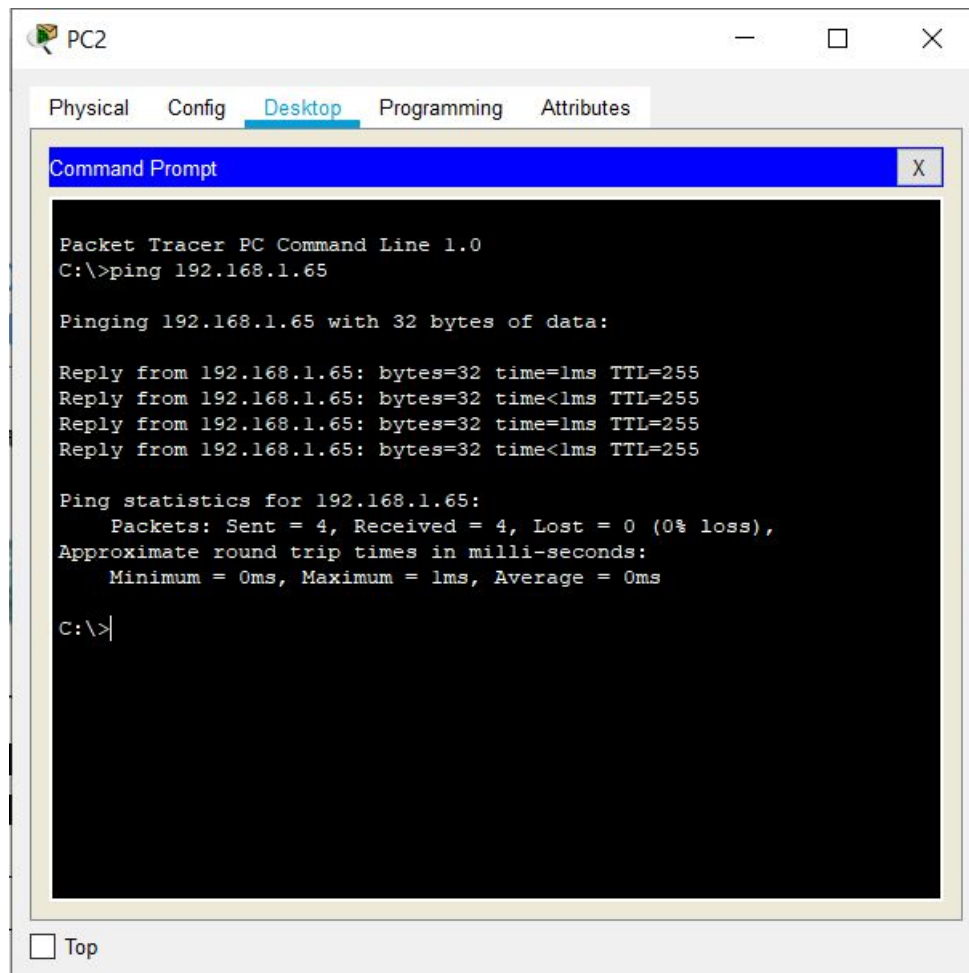 PC2
Physical Config Desktop Programming Attributes
Command Prompt X
Packet Tracer PC Command Line 1.0
C:\>ping 192.168.1.65
Pinging 192.168.1.65 with 32 bytes of data:
Reply from 192.168.1.65: bytes=32 time=1ms TTL=255
Reply from 192.168.1.65: bytes=32 time<1ms TTL=255
Reply from 192.168.1.65: bytes=32 time=1ms TTL=255
Reply from 192.168.1.65: bytes=32 time<1ms TTL=255
Ping statistics for 192.168.1.65:
Packets: Sent = 4, Received = 4, Lost = 0 (0% loss),
Approximate round trip times in milli-seconds:
Minimum = 0ms, Maximum = 1ms, Average = 0ms
C:\>
Top